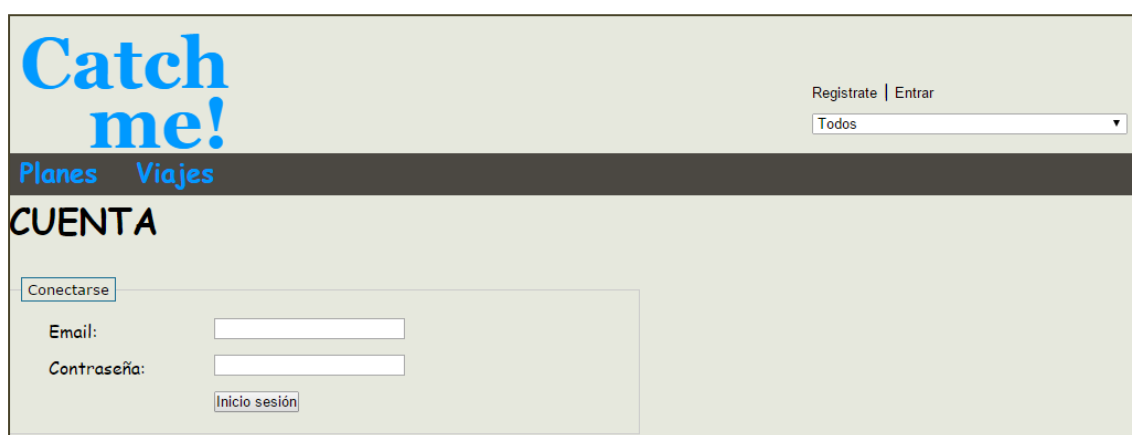 Catch
me!
Registrate | Entrar
Todos
Planes Viajes
CUENTA
Conectarse
Email:
Contraseña:
Inicio sesión